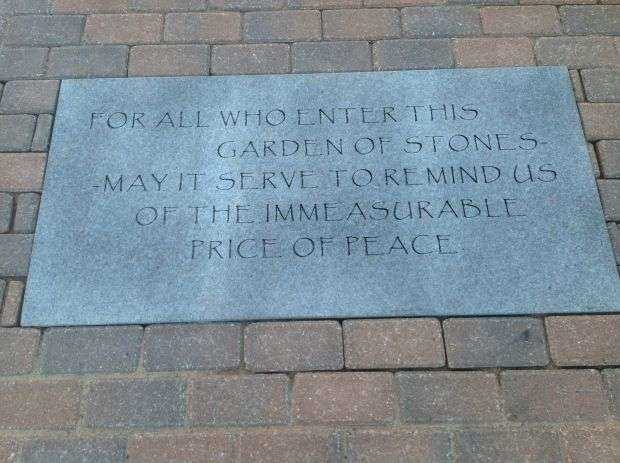 FOR ALL WHO ENTER THIS
GARDEN OF STONES-
-MAY IT SERVE TO REMIND US
OF THE IMMEASURABLE
PRICE OF PEACE.